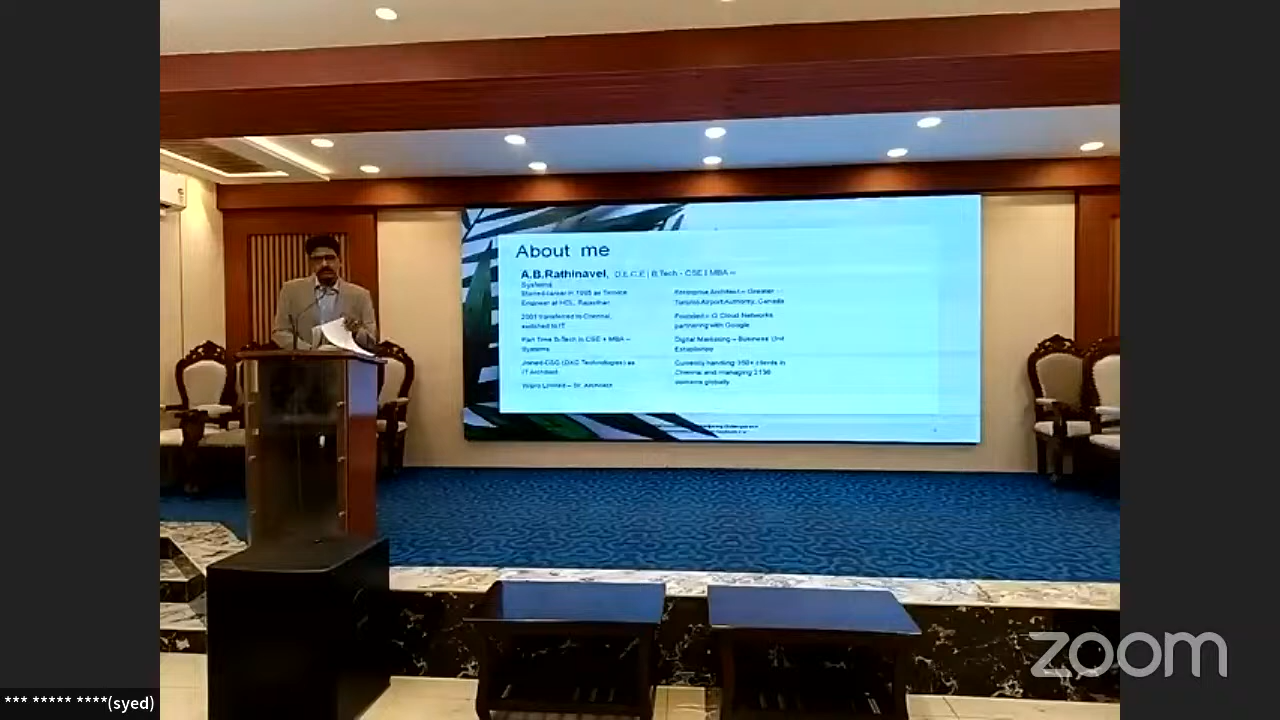 About me
A.B.Rathinavel, D.E.C.E | B.Tech - CSE | MBA –
Systems
Started career in 1995 as Service
Engineer at HCL, Rajasthan
2001 transferred to Chennai,
switched to IT
Part Time B.Tech in CSE + MBA –
Systems
Joined CSC (DXC Technologies) as
IT Architect
Wipro Limited – Sr. Architect
Enterprise Architect – Greater
Toronto Airport Authority, Canada
Founded – G Cloud Networks
partnering with Google
Digital Marketing – Business Unit
Established
Currently handling 350+ clients in
Chennai and managing
domains globally
zoom
*** ***** ****(syed)